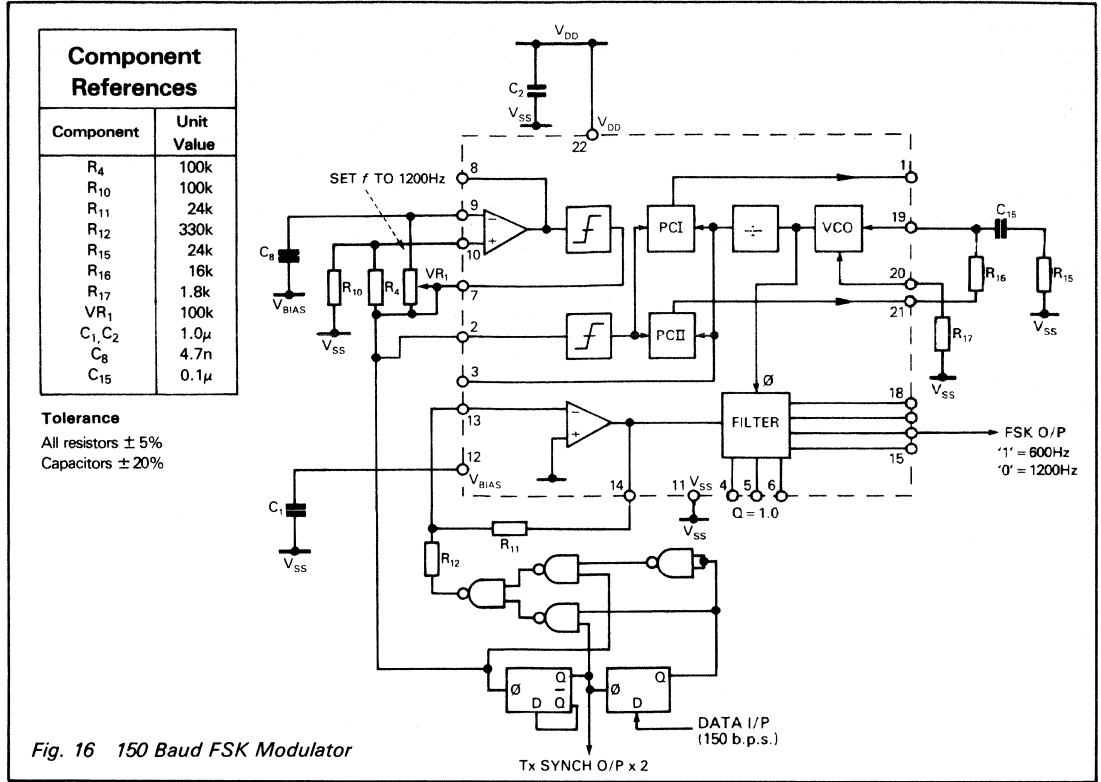 Component
References
Component Unit Value
R4 100k
R10 100k
R11 24k
R12 330k
R15 24k
R16 16k
R17 1.8k
VR1 100k
C1, C2 1.0µ
C8 4.7n
C15 0.1µ
Tolerance
All resistors ± 5%
Capacitors ± 20%
VDD
C2
VSS
VDD
22
8
1
SET f TO 1200Hz
9
−
+
10
PCI
÷
VCO
19
C15
C8
VBIAS
R10
R4
VR1
7
VSS
20
21
R16
R15
VSS
2
PCII
R17
VSS
3
Ø
13
−
+
FILTER
18
FSK O/P
'1' = 600Hz
'0' = 1200Hz
15
12
VBIAS
C1
VSS
14
11 VSS
VSS
4 5 6
Q = 1.0
R11
R12
Ø Q
D Q
Ø Q
D
DATA I/P
(150 b.p.s.)
Tx SYNCH O/P x 2
Fig. 16 150 Baud FSK Modulator